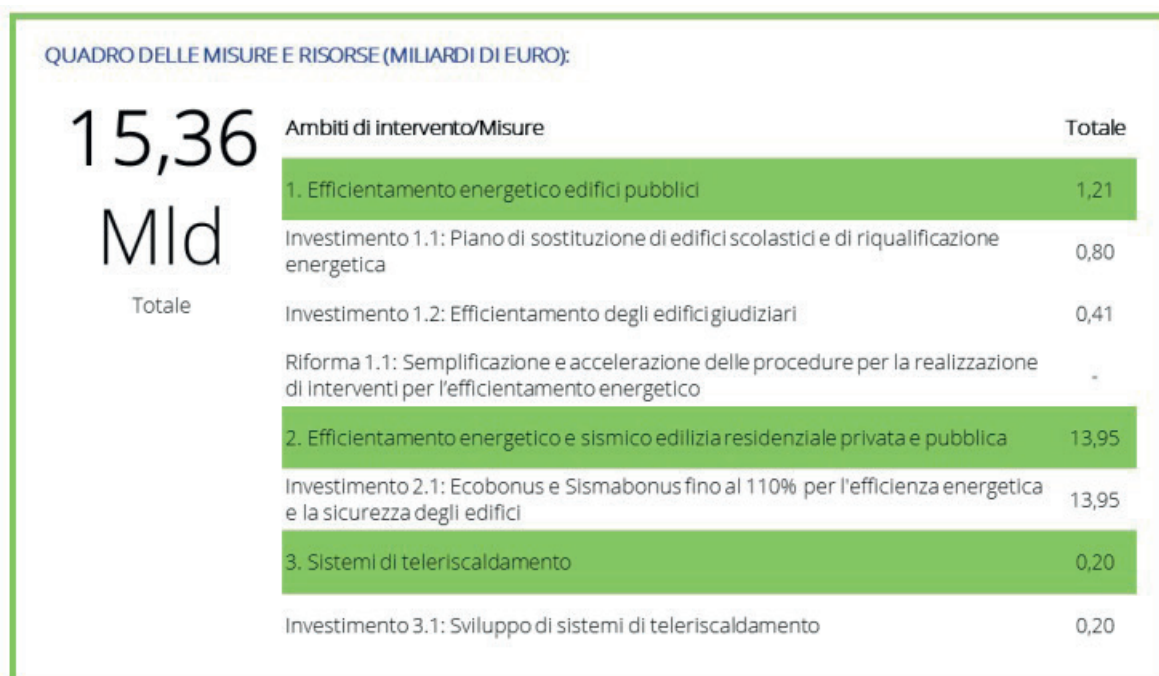 QUADRO DELLE MISURE E RISORSE (MILIARDI DI EURO):
15,36
Mld
Totale
Ambiti di intervento/Misure Totale
1. Efficientamento energetico edifici pubblici 1,21
Investimento 1.1: Piano di sostituzione di edifici scolastici e di riqualificazione
energetica 0,80
Investimento 1.2: Efficientamento degli edifici giudiziari 0,41
Riforma 1.1: Semplificazione e accelerazione delle procedure per la realizzazione
di interventi per l'efficientamento energetico -
2. Efficientamento energetico e sismico edilizia residenziale privata e pubblica 13,95
Investimento 2.1: Ecobonus e Sismabonus fino al 110% per l'efficienza energetica
e la sicurezza degli edifici 13,95
3. Sistemi di teleriscaldamento 0,20
Investimento 3.1: Sviluppo di sistemi di teleriscaldamento 0,20